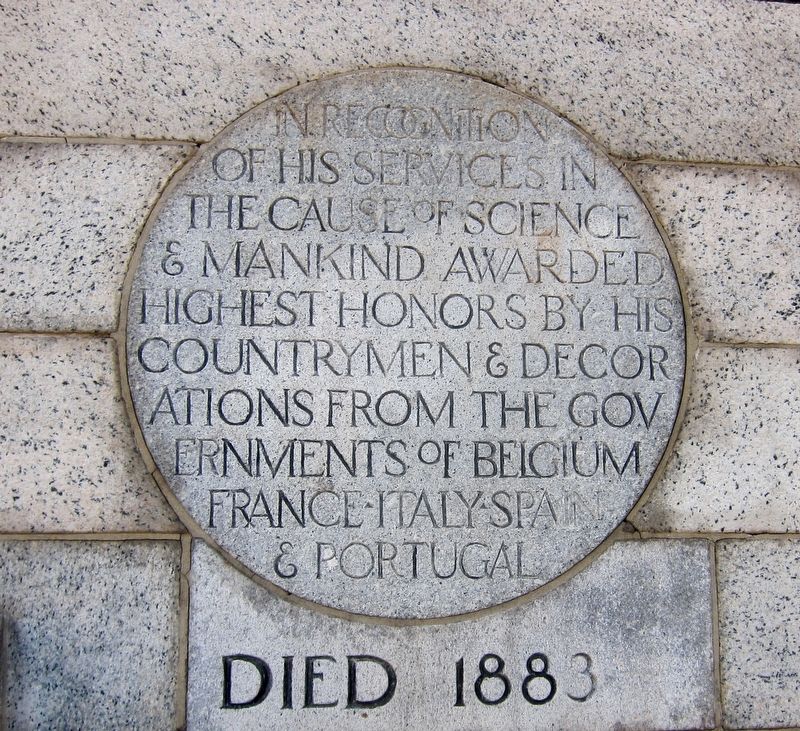 IN RECOGNITION
OF HIS SERVICES IN
THE CAUSE OF SCIENCE
& MANKIND AWARDED
HIGHEST HONORS BY HIS
COUNTRYMEN & DECOR
ATIONS FROM THE GOV
ERNMENTS OF BELGIUM
FRANCE·ITALY·SPAIN
& PORTUGAL
DIED 1883